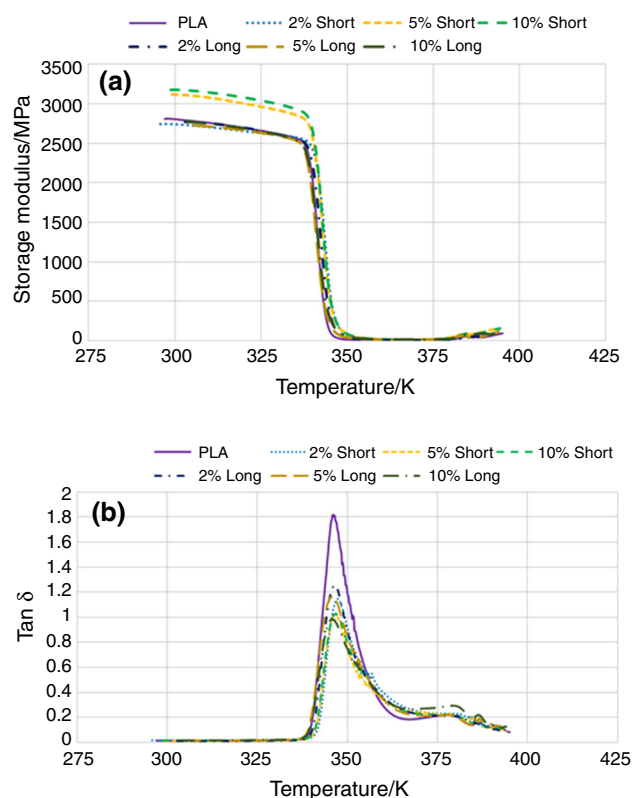 PLA 2% Short 5% Short 10% Short
2% Long 5% Long 10% Long
(a)
Storage modulus/MPa
3500
3000
2500
2000
1500
1000
500
0
275 300 325 350 375 400 425
Temperature/K
PLA 2% Short 5% Short 10% Short
2% Long 5% Long 10% Long
(b)
Tan δ
2
1.8
1.6
1.4
1.2
1
0.8
0.6
0.4
0.2
0
275 300 325 350 375 400 425
Temperature/K